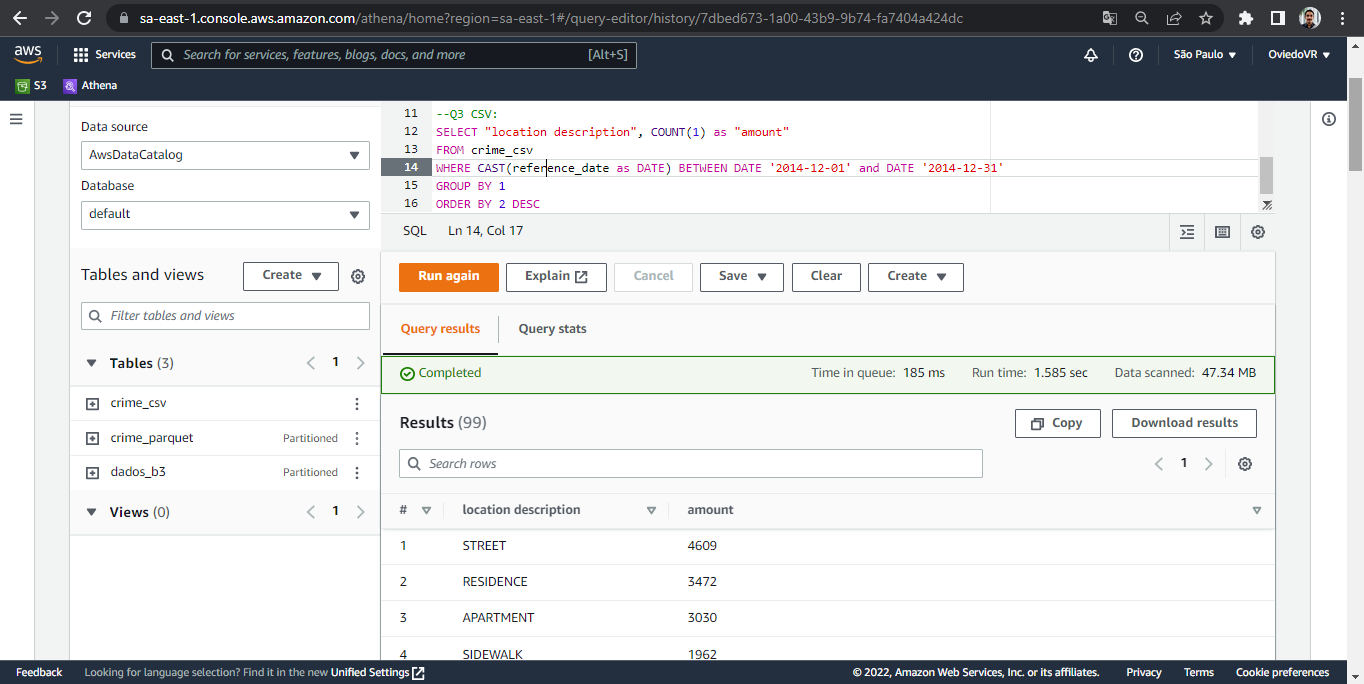 sa-east-1.console.aws.amazon.com/athena/home?region=sa-east-1#/query-editor/history/7dbed673-1a00-43b9-9b74-fa7404a424dc
aws Services Search for services, features, blogs, docs, and more [Alt+S] São Paulo OviedoVR
S3 Athena
Data source
AwsDataCatalog
Database
default
Tables and views Create
Filter tables and views
Tables (3) 1
crime_csv
crime_parquet Partitioned
dados_b3 Partitioned
Views (0) 1
11 --Q3 CSV:
12 SELECT "location description", COUNT(1) as "amount"
13 FROM crime_csv
14 WHERE CAST(reference_date as DATE) BETWEEN DATE '2014-12-01' and DATE '2014-12-31'
15 GROUP BY 1
16 ORDER BY 2 DESC
SQL Ln 14, Col 17
Run again Explain Cancel Save Clear Create
Query results Query stats
Completed Time in queue: 185 ms Run time: 1.585 sec Data scanned: 47.34 MB
Results (99) Copy Download results
Search rows 1
# location description amount
1 STREET 4609
2 RESIDENCE 3472
3 APARTMENT 3030
4 SIDEWALK 1962
Feedback Looking for language selection? Find it in the new Unified Settings © 2022, Amazon Web Services, Inc. or its affiliates. Privacy Terms Cookie preferences